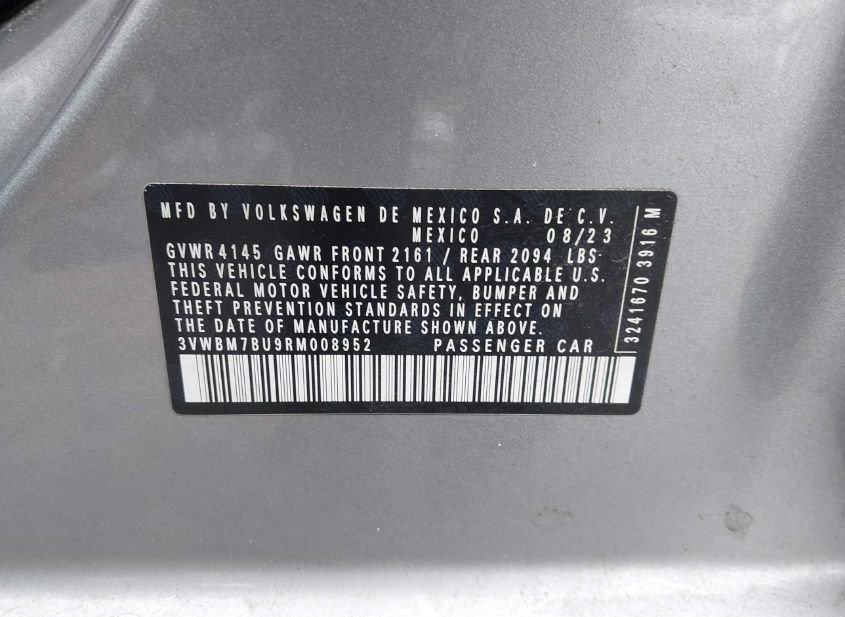 MFD BY VOLKSWAGEN DE MEXICO S.A. DE C.V.
MEXICO 08/23
GVWR 4145 GAWR FRONT 2161 / REAR 2094 LBS
THIS VEHICLE CONFORMS TO ALL APPLICABLE U.S.
FEDERAL MOTOR VEHICLE SAFETY, BUMPER AND
THEFT PREVENTION STANDARDS IN EFFECT ON
THE DATE OF MANUFACTURE SHOWN ABOVE.
3VWBM7BU9RM008952 PASSENGER CAR
3241670 3916 M